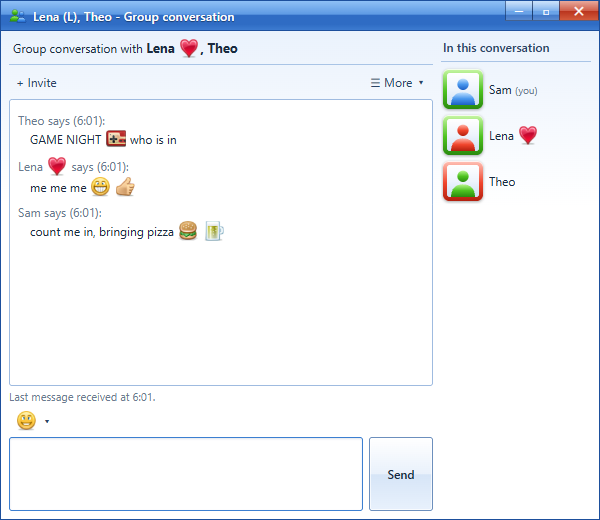 Lena (L), Theo - Group conversation
Group conversation with Lena ❤, Theo
+ Invite
☰ More ▾
Theo says (6:01):
GAME NIGHT 🎮 who is in
Lena ❤ says (6:01):
me me me 😁 👍
Sam says (6:01):
count me in, bringing pizza 🍔 🍺
Last message received at 6:01.
Send
In this conversation
Sam (you)
Lena ❤
Theo